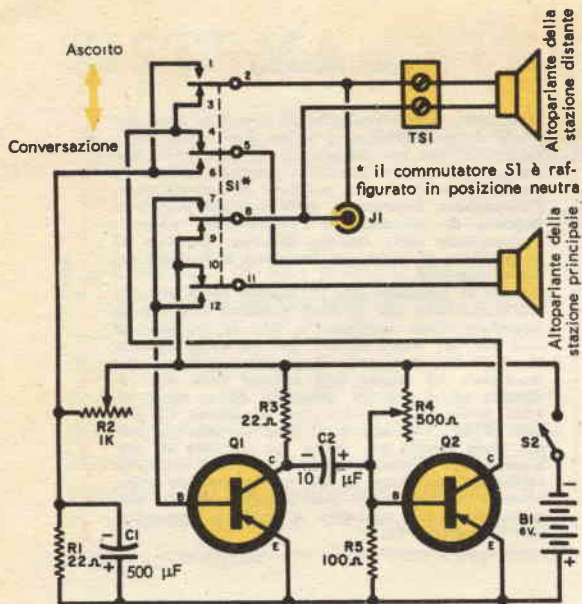 Ascolto
Conversazione
1
2
3
4
5
6
7
8
9
10
11
12
S1*
TS1
J1
Altoparlante della
stazione distante
* il commutatore S1 è raf-
figurato in posizione neutra
Altoparlante della
stazione principale
R2
1K
R3
22Ω
C2
- +
10 μF
R4
500Ω
Q1
B
C
E
Q2
B
C
E
S2
-
B1
6V.
+
R1
22Ω
-
C1
+
500 μF
R5
100Ω